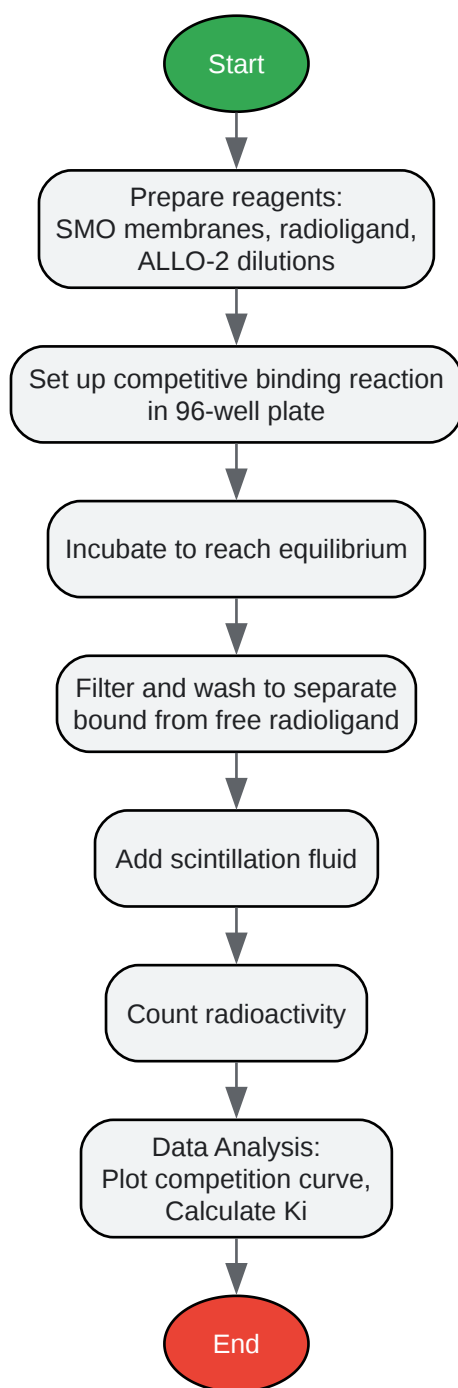 Start
Prepare reagents:
SMO membranes, radioligand,
ALLO-2 dilutions
Set up competitive binding reaction
in 96-well plate
Incubate to reach equilibrium
Filter and wash to separate
bound from free radioligand
Add scintillation fluid
Count radioactivity
Data Analysis:
Plot competition curve,
Calculate Ki
End